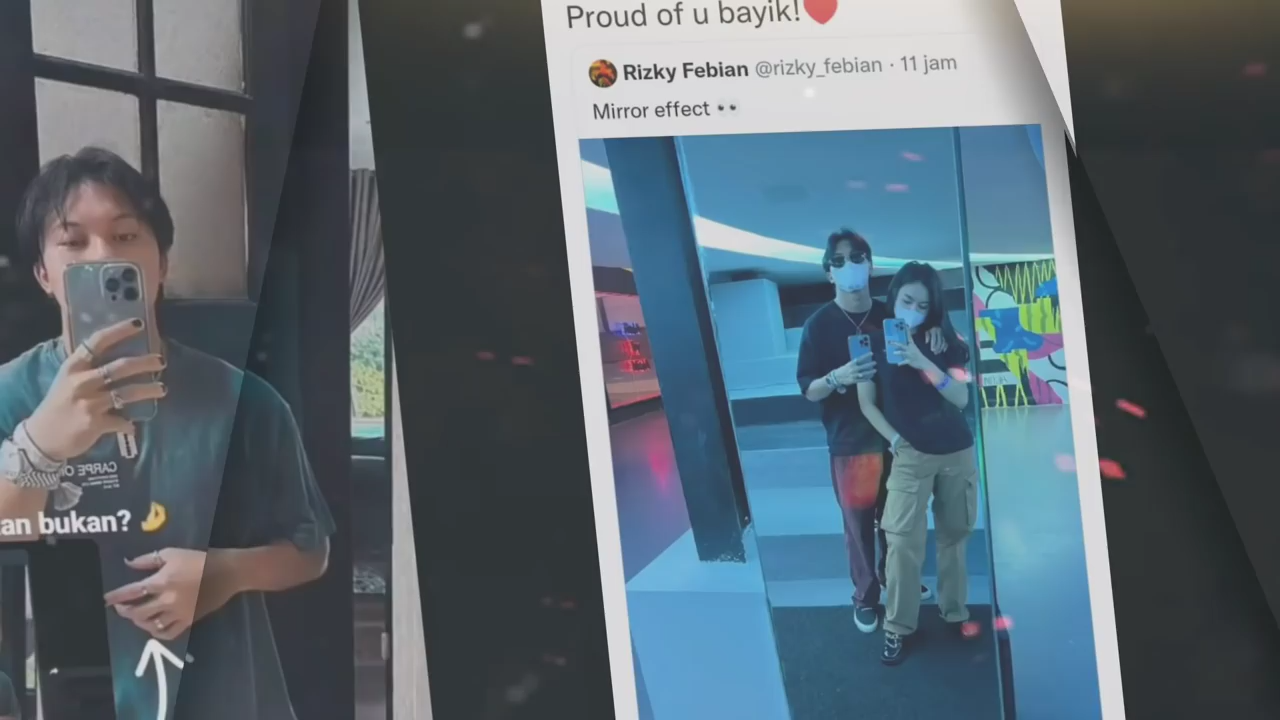 Proud of u bayik!❤️
Rizky Febian @rizky_febian · 11 jam
Mirror effect 👀
an bukan? 🤌